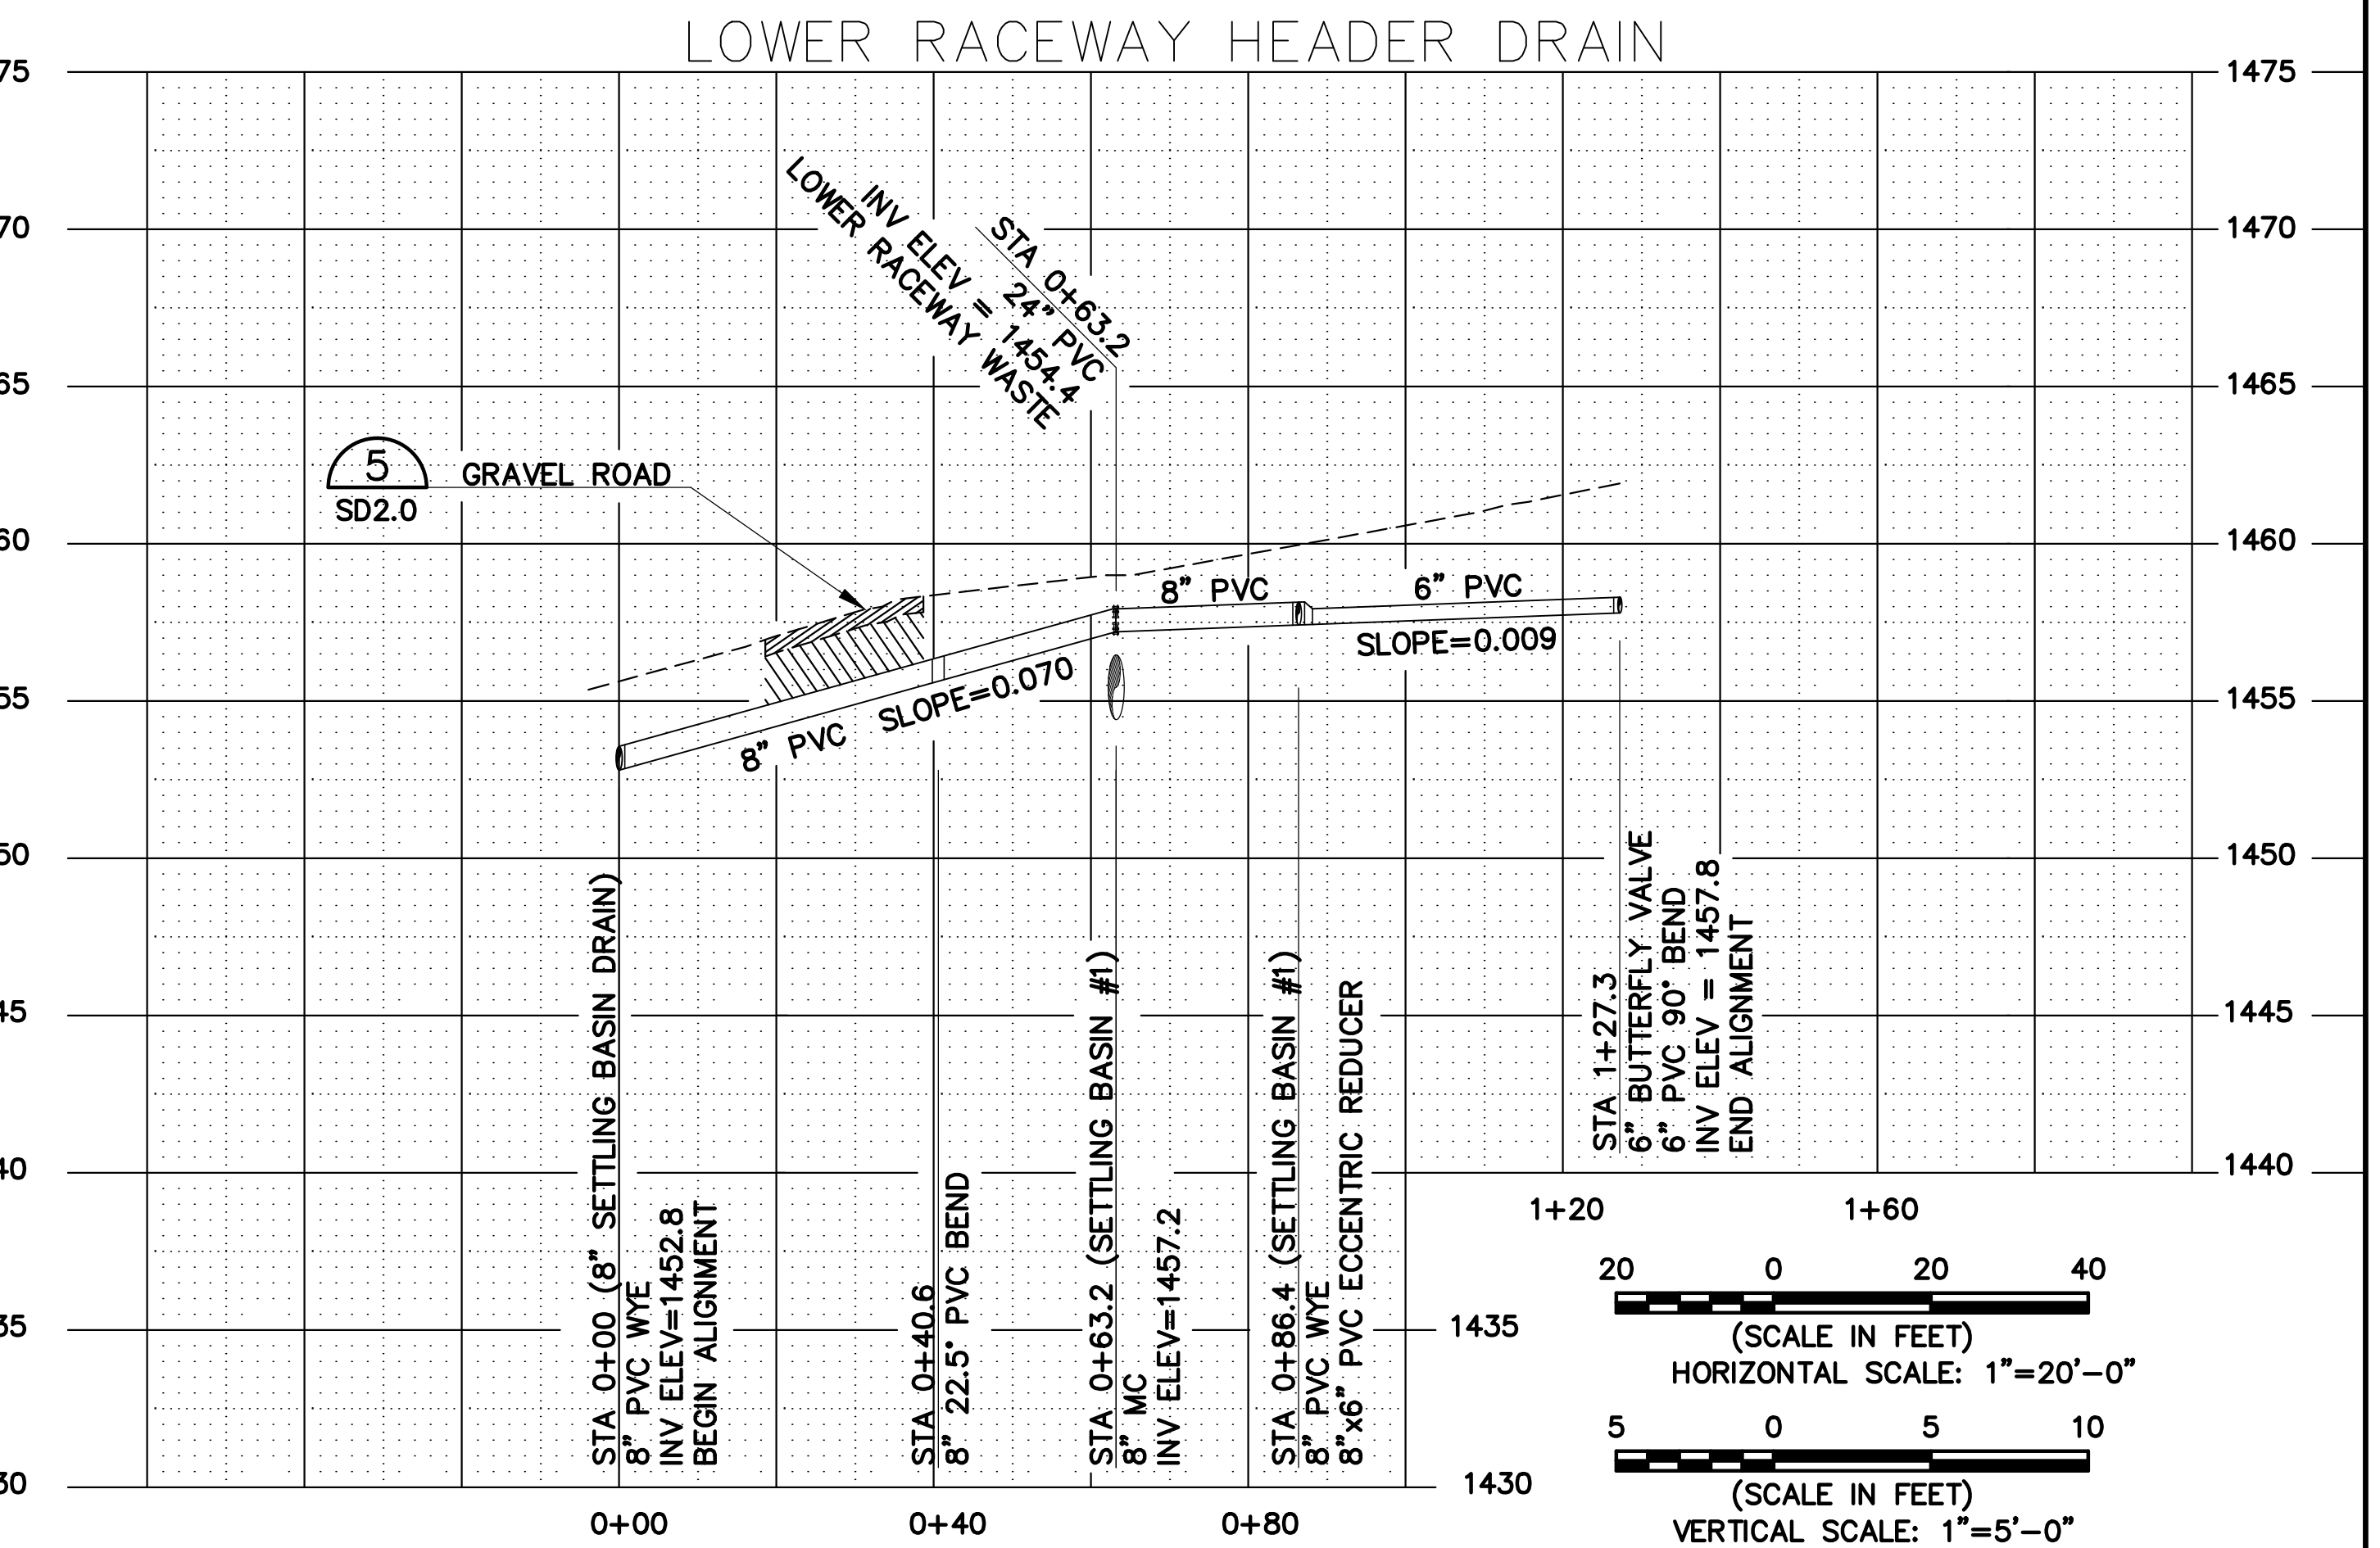 LOWER RACEWAY HEADER DRAIN
75
1475
70
1470
65
1465
60
1460
55
1455
50
1450
45
1445
40
1440
35
1435
30
1430
STA 0+63.2
24" PVC
INV ELEV = 1454.4
LOWER RACEWAY WASTE
5
SD2.0
GRAVEL ROAD
8" PVC
6" PVC
SLOPE=0.009
8" PVC SLOPE=0.070
STA 0+00 (8" SETTLING BASIN DRAIN)
8" PVC WYE
INV ELEV=1452.8
BEGIN ALIGNMENT
STA 0+40.6
8" 22.5° PVC BEND
STA 0+63.2 (SETTLING BASIN #1)
8" MC
INV ELEV=1457.2
STA 0+86.4 (SETTLING BASIN #1)
8" PVC WYE
8"x6" PVC ECCENTRIC REDUCER
STA 1+27.3
6" BUTTERFLY VALVE
6" PVC 90° BEND
INV ELEV = 1457.8
END ALIGNMENT
0+00
0+40
0+80
1+20
1+60
20 0 20 40
(SCALE IN FEET)
HORIZONTAL SCALE: 1"=20'-0"
5 0 5 10
(SCALE IN FEET)
VERTICAL SCALE: 1"=5'-0"